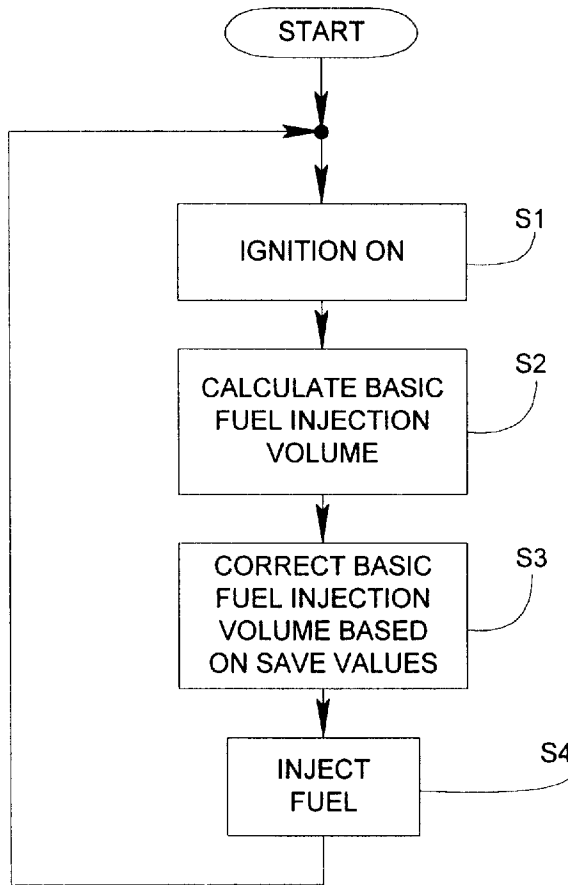 START
IGNITION ON
S1
CALCULATE BASIC
FUEL INJECTION
VOLUME
S2
CORRECT BASIC
FUEL INJECTION
VOLUME BASED
ON SAVE VALUES
S3
INJECT
FUEL
S4